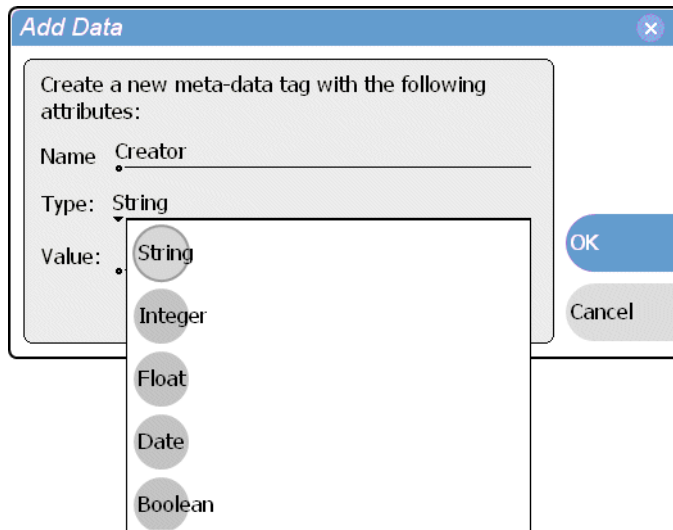 Add Data
Create a new meta-data tag with the following
attributes:
Name Creator
Type: String
Value:
String
Integer
Float
Date
Boolean
OK
Cancel